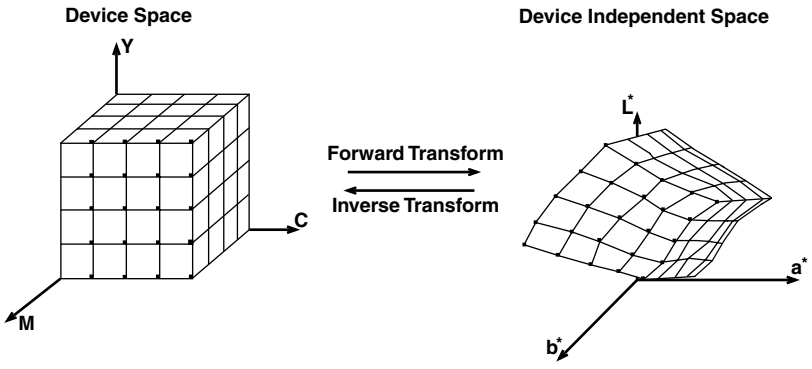 Device Space
Device Independent Space
Y
C
M
Forward Transform
Inverse Transform
L*
a*
b*